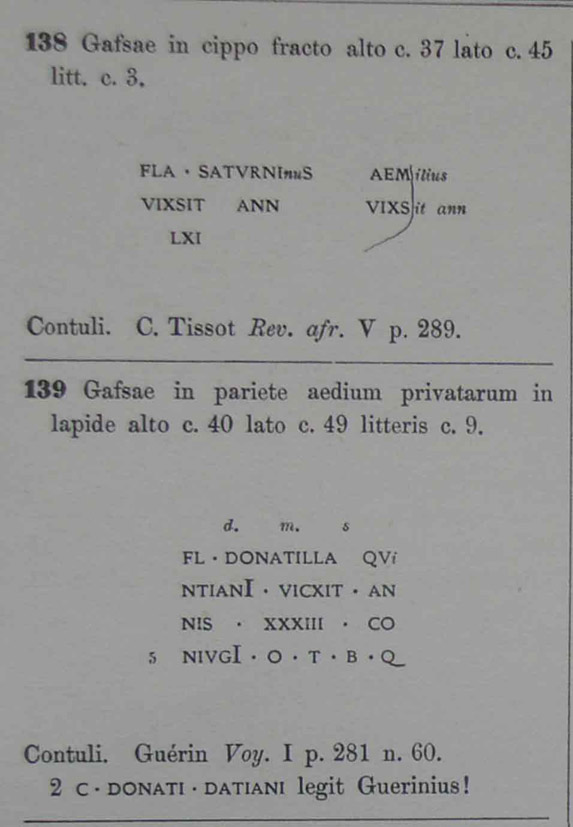 138 Gafsae in cippo fracto alto c. 37 lato c. 45
litt. c. 3.
FLA · SATVRNInuS AEMilius
VIXSIT ANN VIXSit ann
LXI
Contuli. C. Tissot Rev. afr. V p. 289.
139 Gafsae in pariete aedium privatarum in
lapide alto c. 40 lato c. 49 litteris c. 9.
d. m. s
FL · DONATILLA QVi
NTIANI · VICXIT · AN
NIS · XXXIII · CO
5 NIVGI · O · T · B · Q
Contuli. Guérin Voy. I p. 281 n. 60.
2 C · DONATI · DATIANI legit Guerinius!